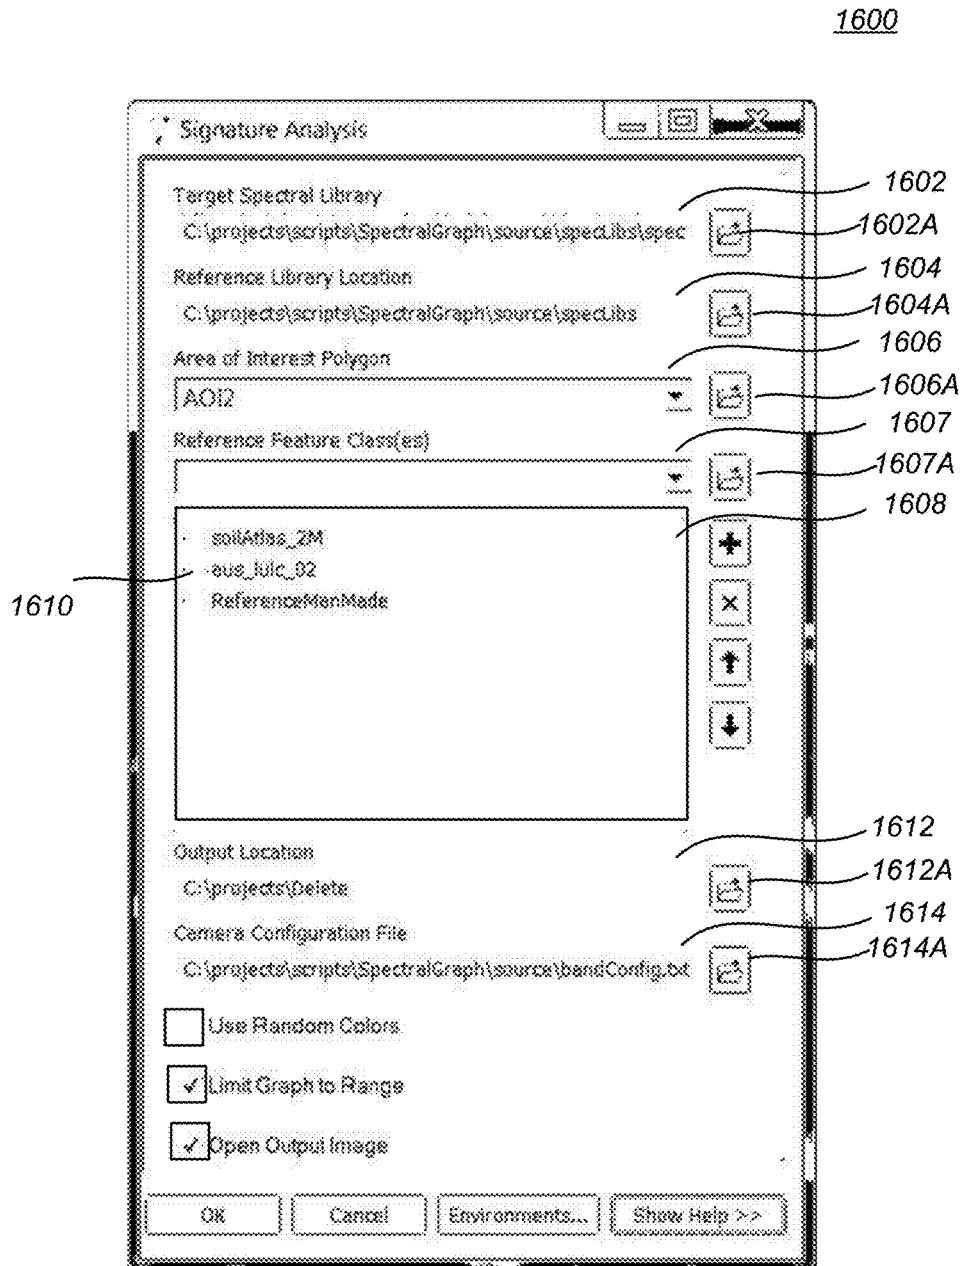 1600
Signature Analysis
Target Spectral Library
1602
C:\projects\scripts\SpectralGraph\source\specLibs\spec
1602A
Reference Library Location
1604
C:\projects\scripts\SpectralGraph\source\specLibs
1604A
Area of Interest Polygon
1606
AOI2
1606A
Reference Feature Class(es)
1607
1607A
1608
soilAtlas_2M
aus_lulc_02
1610
ReferenceManMade
Output Location
1612
C:\projects\Delete
1612A
Camera Configuration File
1614
C:\projects\scripts\SpectralGraph\source\bandConfig.txt
1614A
Use Random Colors
Limit Graph to Range
Open Output Image
OK
Cancel
Environments...
Show Help >>